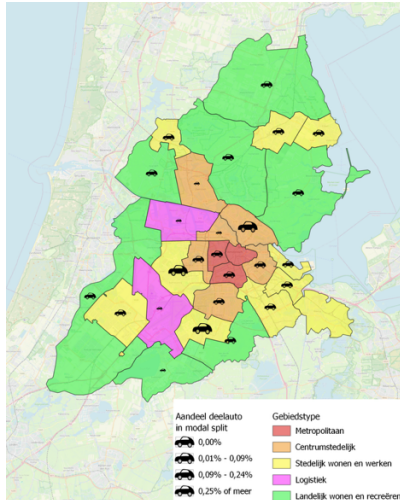 Aandeel deelauto
in modal split
0,00%
0,01% - 0,09%
0,09% - 0,24%
0,25% of meer
Gebiedstype
Metropolitaan
Centrumstedelijk
Stedelijk wonen en werken
Logistiek
Landelijk wonen en recreëren